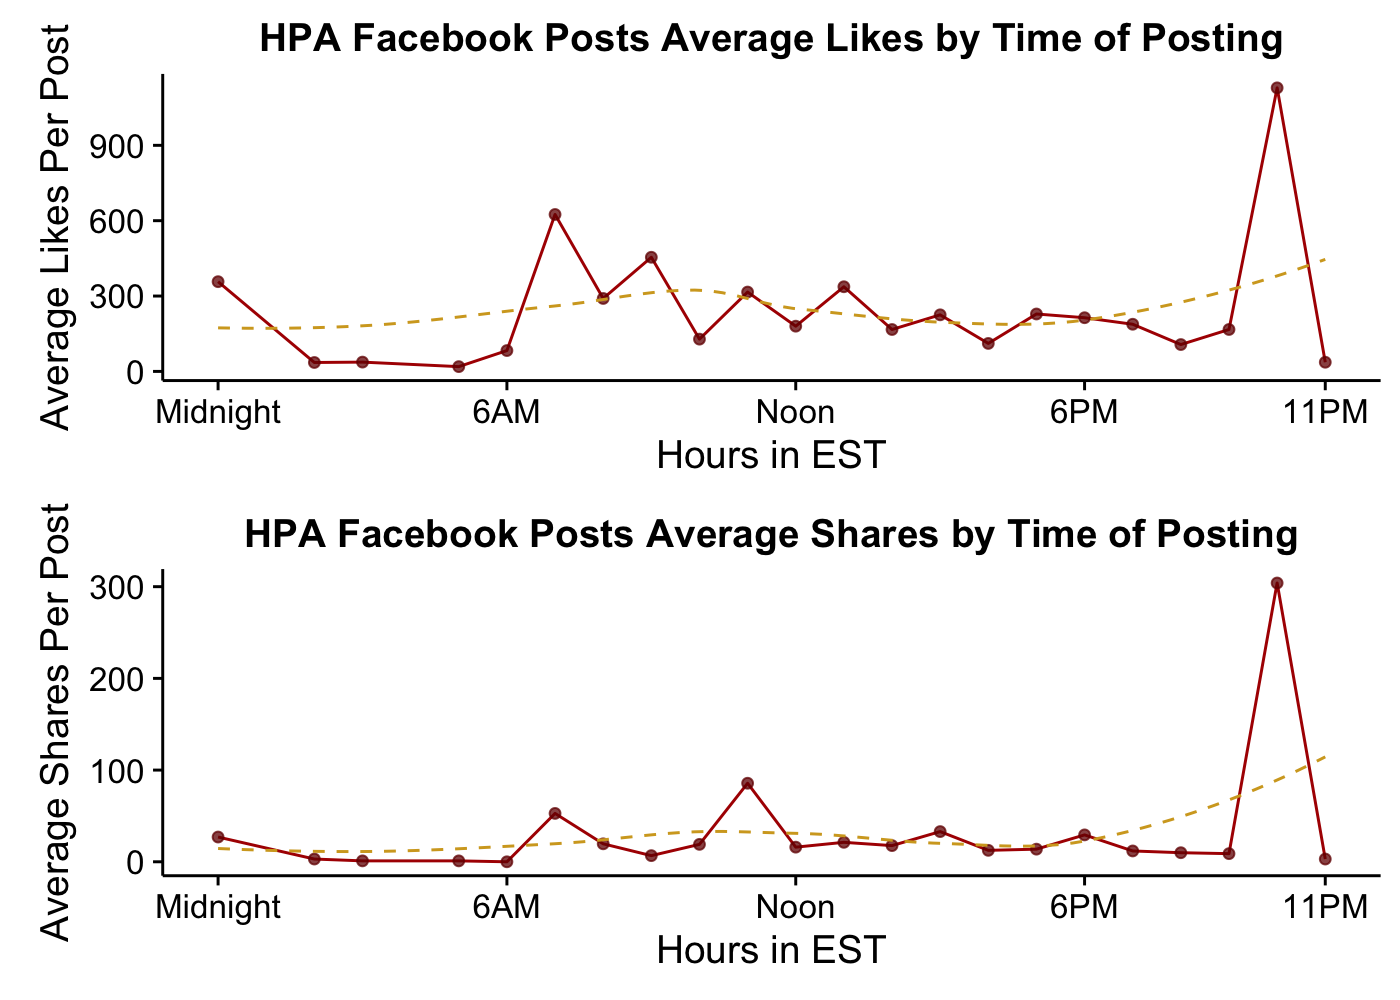 HPA Facebook Posts Average Likes by Time of Posting
Average Likes Per Post
900
600
300
0
Midnight 6AM Noon 6PM 11PM
Hours in EST
HPA Facebook Posts Average Shares by Time of Posting
Average Shares Per Post
300
200
100
0
Midnight 6AM Noon 6PM 11PM
Hours in EST